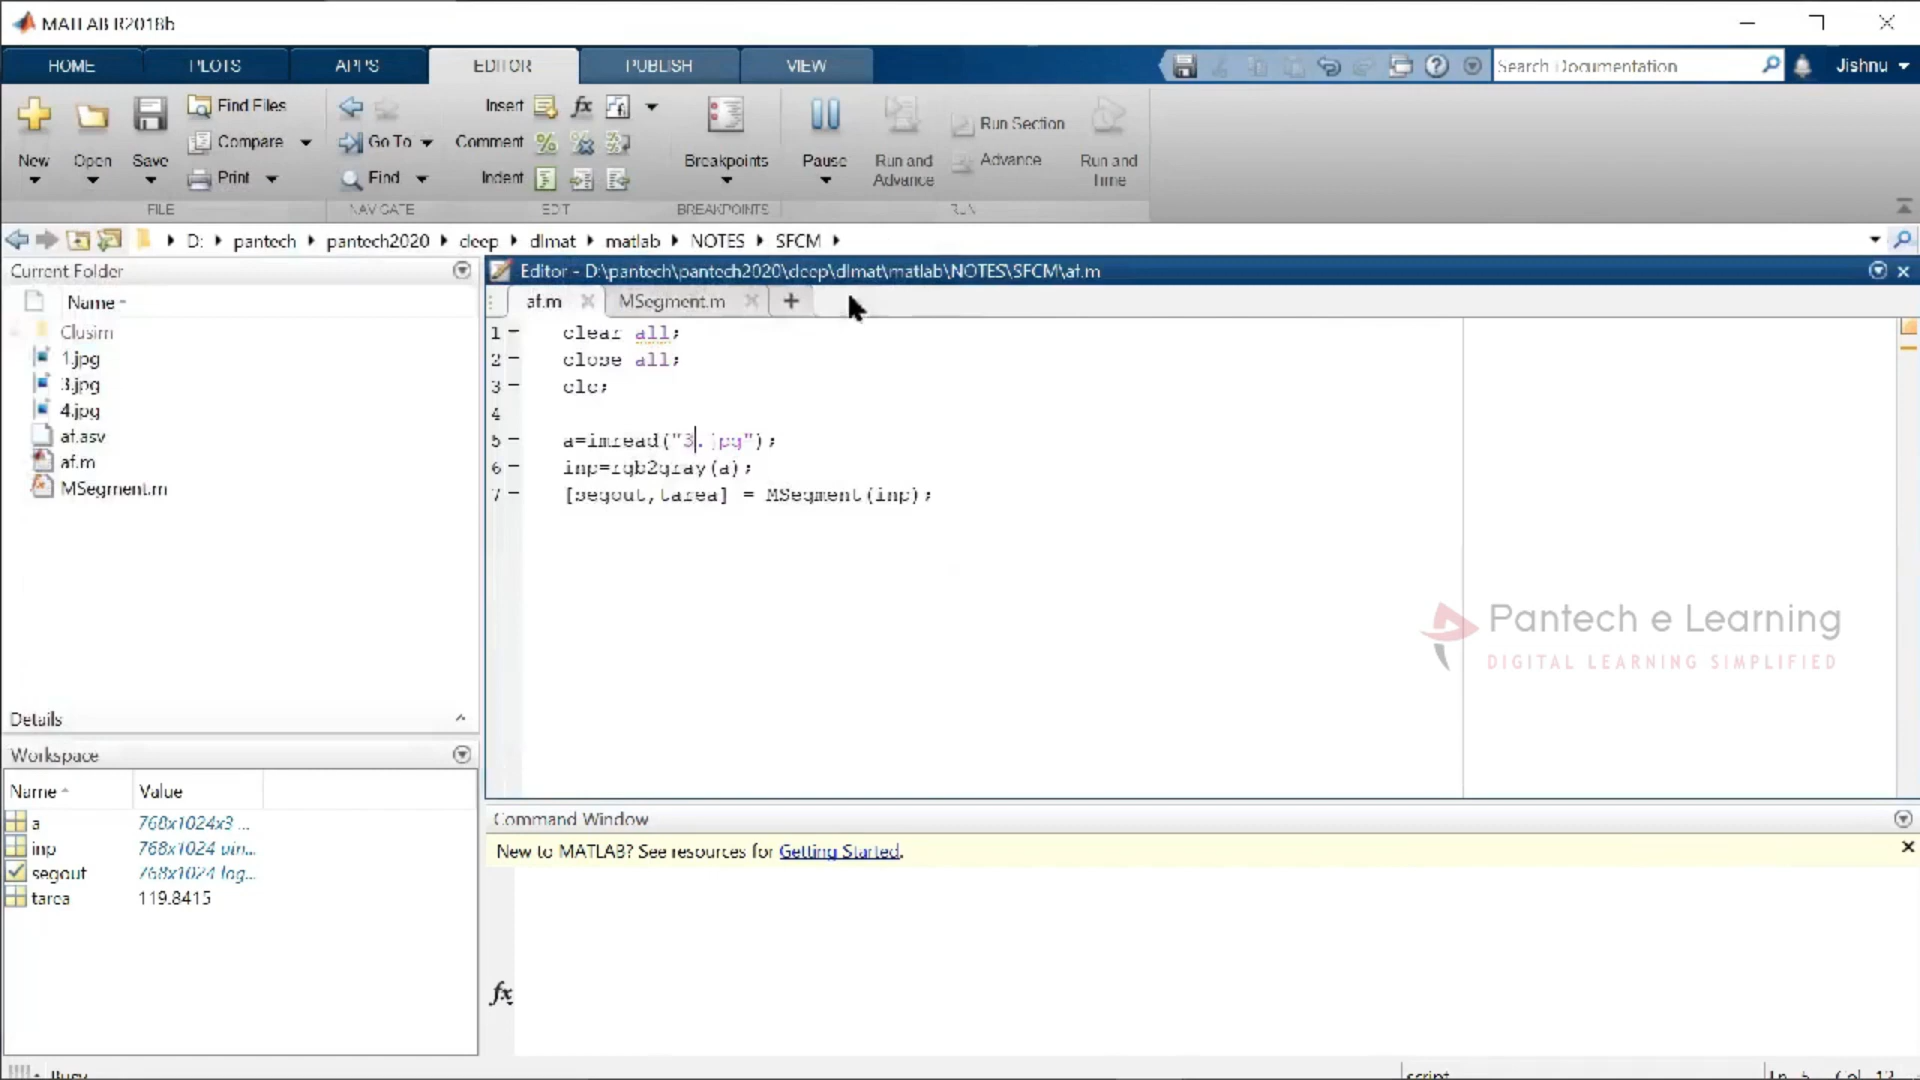 MATLAB R2018b
HOME PLOTS APPS EDITOR PUBLISH VIEW
Search Documentation
Jishnu
New
Open
Save
Find Files
Compare
Print
FILE
Go To
Find
NAVIGATE
Insert
Comment
Indent
EDIT
Breakpoints
BREAKPOINTS
Pause
Run and
Advance
Run Section
Advance
Run and
Time
RUN
D: pantech pantech2020 deep dlmat matlab NOTES SFCM
Current Folder
Name
Clusim
1.jpg
3.jpg
4.jpg
af.asv
af.m
MSegment.m
Details
Workspace
Name Value
a 768x1024x3 ...
inp 768x1024 uin...
segout 768x1024 log...
tarea 119.8415
Editor - D:\pantech\pantech2020\deep\dlmat\matlab\NOTES\SFCM\af.m
af.m MSegment.m
1 clear all;
2 close all;
3 clc;
4
5 a=imread("3.jpg");
6 inp=rgb2gray(a);
7 [segout,tarea] = MSegment(inp);
Pantech e Learning
DIGITAL LEARNING SIMPLIFIED
Command Window
New to MATLAB? See resources for Getting Started.
fx
Busy
script
Ln 5 Col 12